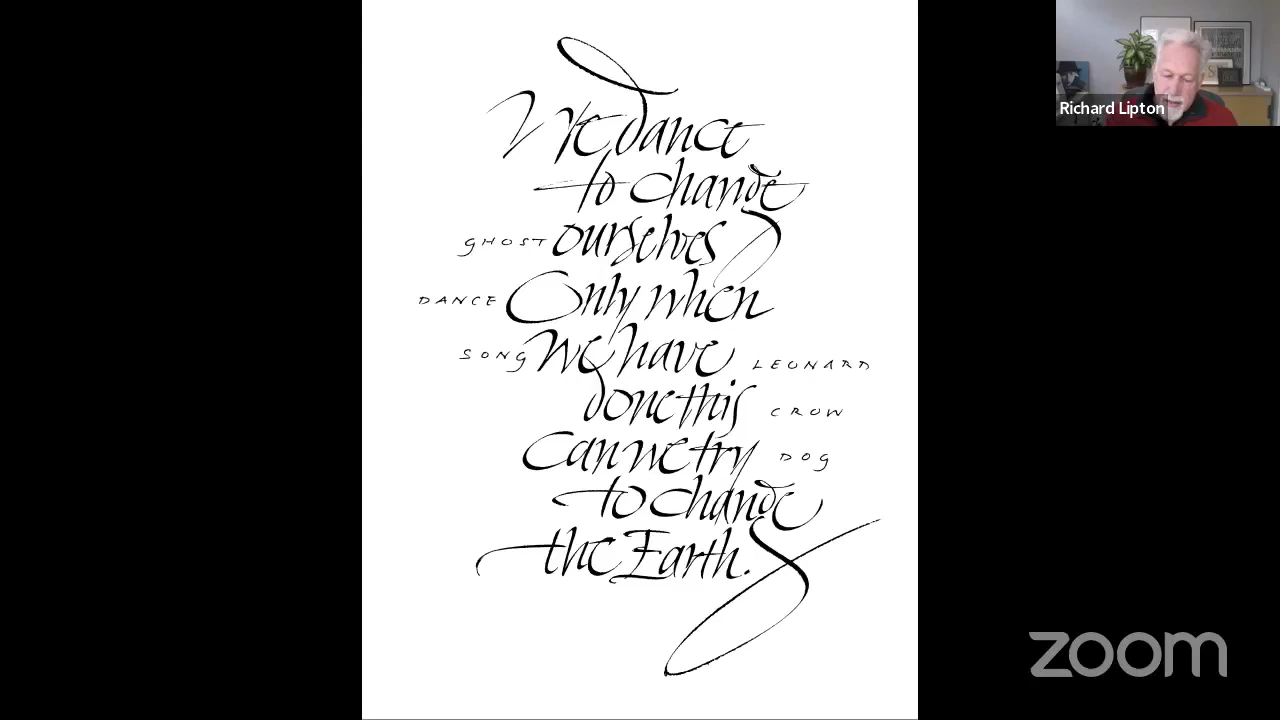 We dance
to change
ourselves
Only when
we have
done this
Can we try
to change
the Earth.
GHOST
DANCE
SONG
LEONARD
CROW
DOG
Richard Lipton
zoom